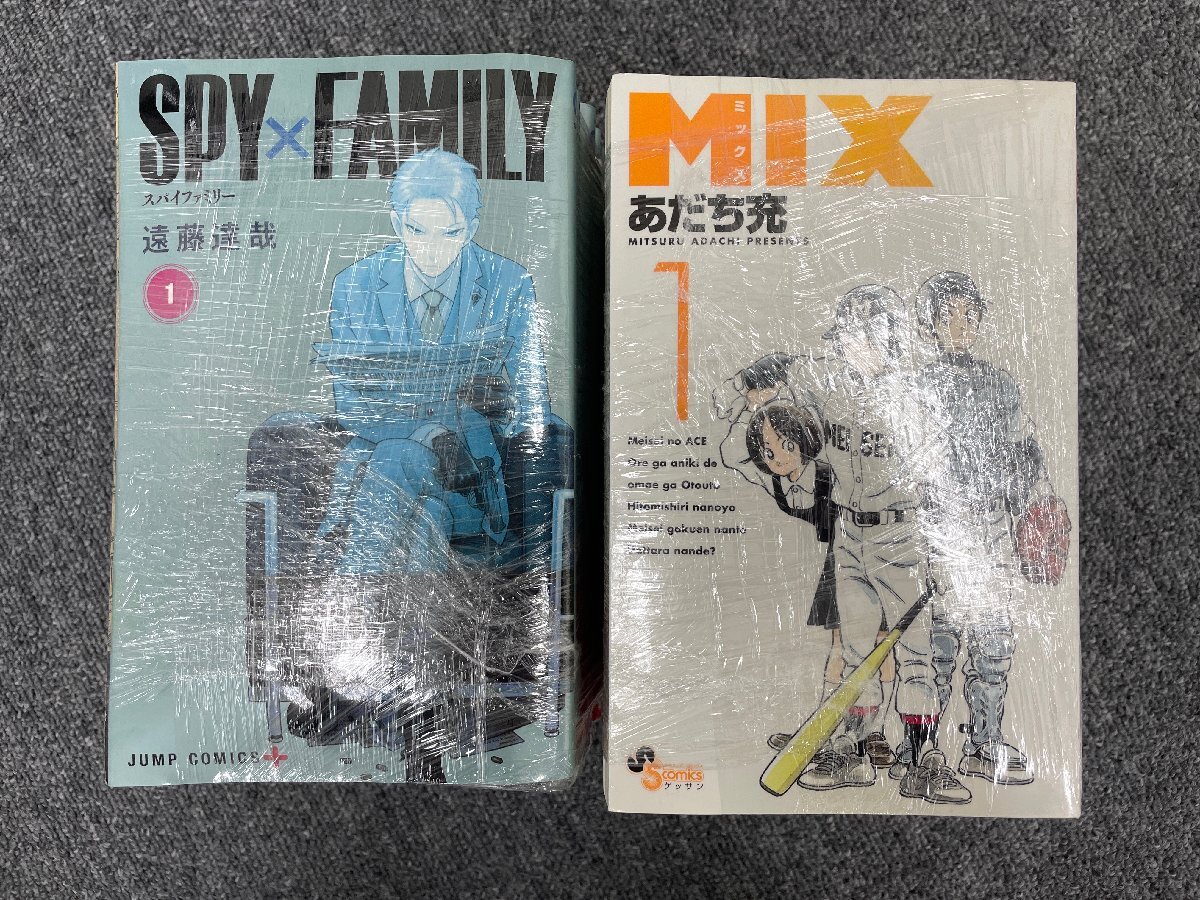 SPY×FAMILY
スパイファミリー
遠藤達哉
1
JUMP COMICS+
MIX
ミックス
あだち充
MITSURU ADACHI PRESENTS
1
Meisei no ACE
Ore ga aniki de
omae ga Otouto
Hitomishiri nanoyo
Meisei gakuen nante
nande?
MEISEI
S comics
ゲッサン